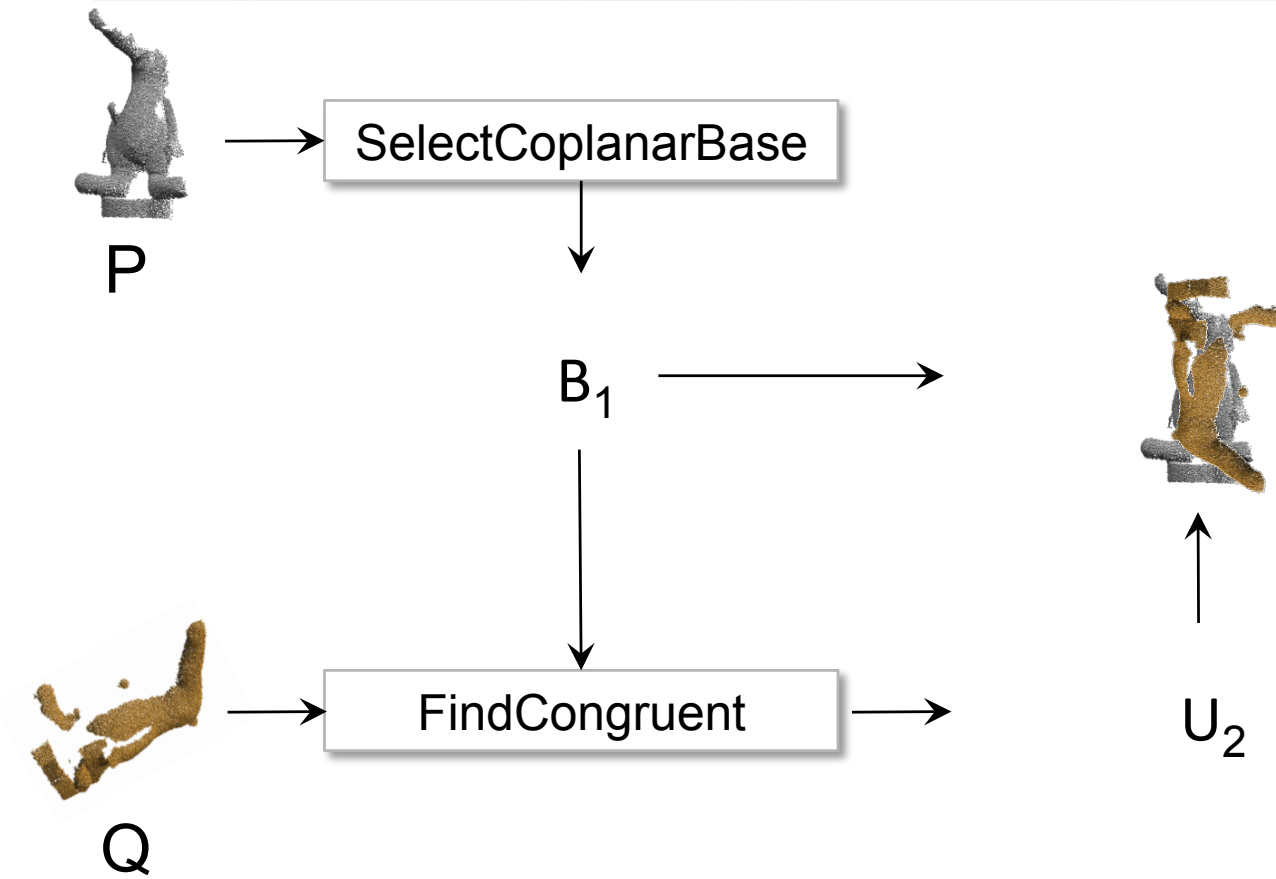 SelectCoplanarBase
P
B₁
FindCongruent
U₂
Q